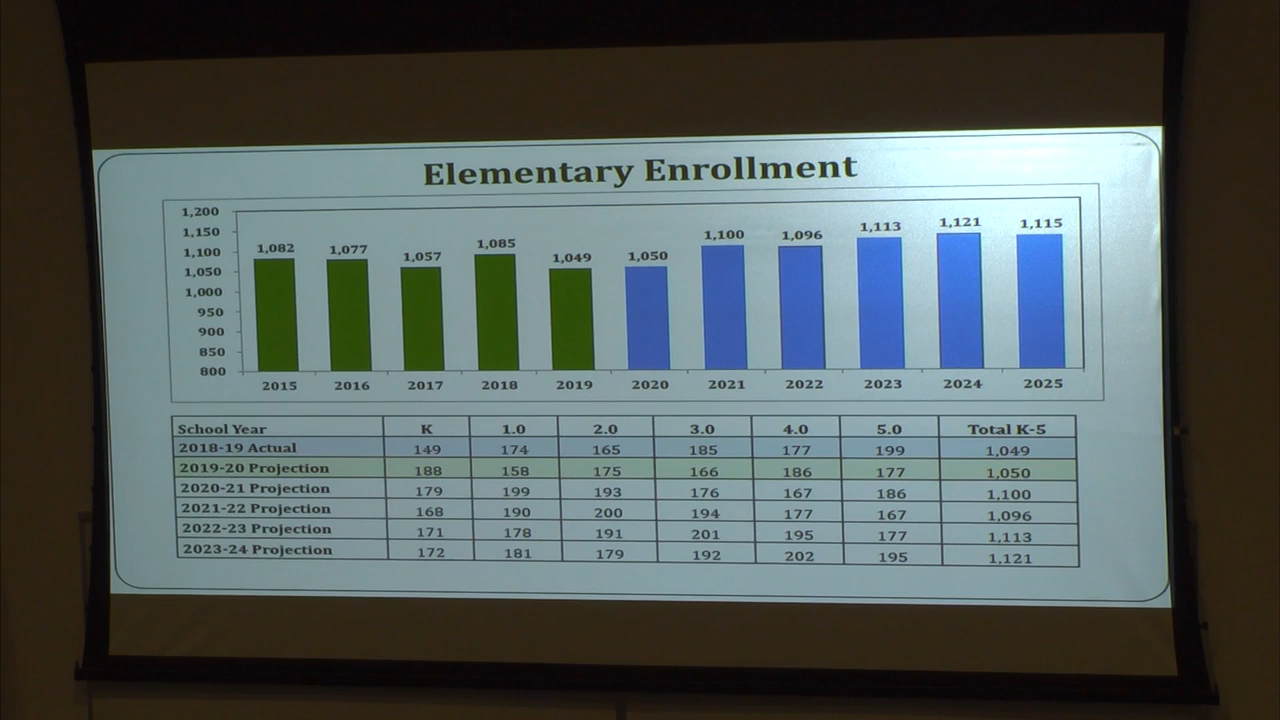 Elementary Enrollment
1,200
1,150
1,100
1,050
1,000
950
900
850
800
1,082
1,077
1,057
1,085
1,049
1,050
1,100
1,096
1,113
1,121
1,115
2015 2016 2017 2018 2019 2020 2021 2022 2023 2024 2025
School Year K 1.0 2.0 3.0 4.0 5.0 Total K-5
2018-19 Actual 149 174 165 185 177 199 1,049
2019-20 Projection 188 158 175 166 186 177 1,050
2020-21 Projection 179 199 193 176 167 186 1,100
2021-22 Projection 168 190 200 194 177 167 1,096
2022-23 Projection 171 178 191 201 195 177 1,113
2023-24 Projection 172 181 179 192 202 195 1,121